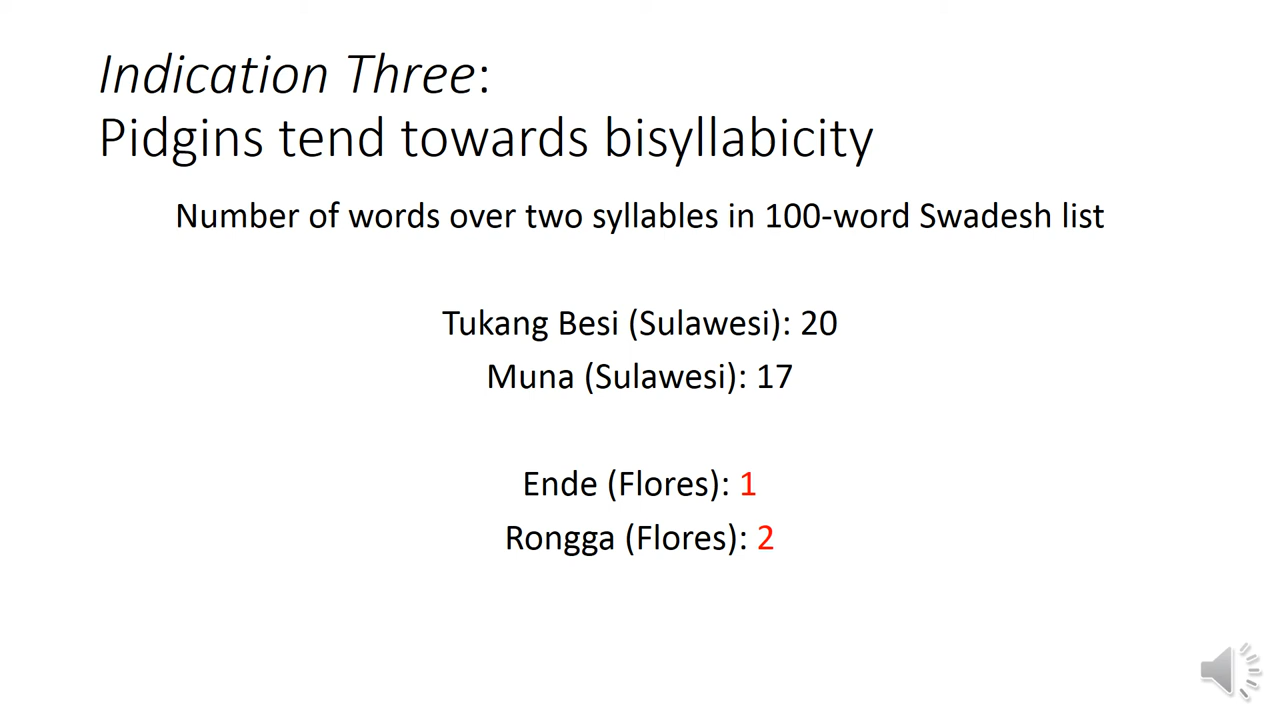 Indication Three:
Pidgins tend towards bisyllabicity
Number of words over two syllables in 100-word Swadesh list
Tukang Besi (Sulawesi): 20
Muna (Sulawesi): 17
Ende (Flores): 1
Rongga (Flores): 2